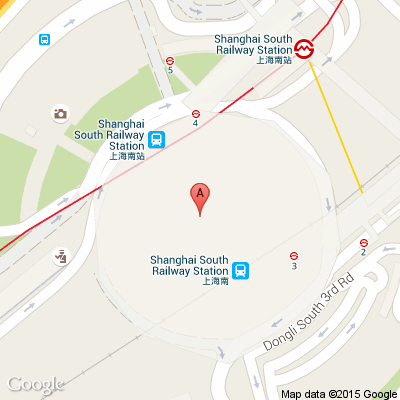 Shanghai South
Railway Station
上海南站
5
4
Shanghai
South Railway
Station
上海南站
A
Shanghai South
Railway Station
上海南
3
2
Dongli South 3rd Rd
Google
Map data ©2015 Google